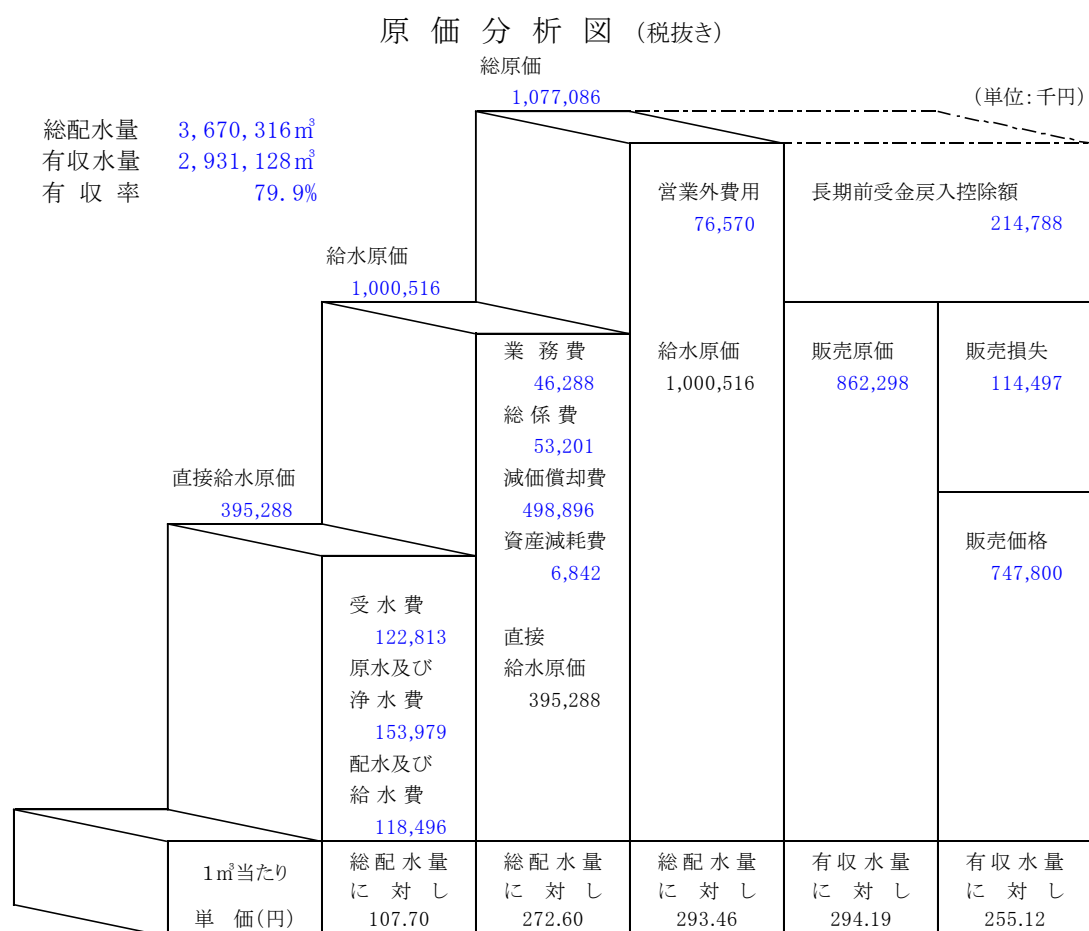 原価分析図 (税抜き)
総原価
1,077,086
(単位:千円)
総配水量 3,670,316㎥
有収水量 2,931,128㎥
有収率 79.9%
営業外費用
76,570
長期前受金戻入控除額
214,788
給水原価
1,000,516
業務費
46,288
総係費
53,201
減価償却費
498,896
資産減耗費
6,842
直接
給水原価
395,288
給水原価
1,000,516
販売原価
862,298
販売損失
114,497
販売価格
747,800
直接給水原価
395,288
受水費
122,813
原水及び
浄水費
153,979
配水及び
給水費
118,496
1㎥当たり
単 価(円)
総配水量
に対し
107.70
総配水量
に対し
272.60
総配水量
に対し
293.46
有収水量
に対し
294.19
有収水量
に対し
255.12